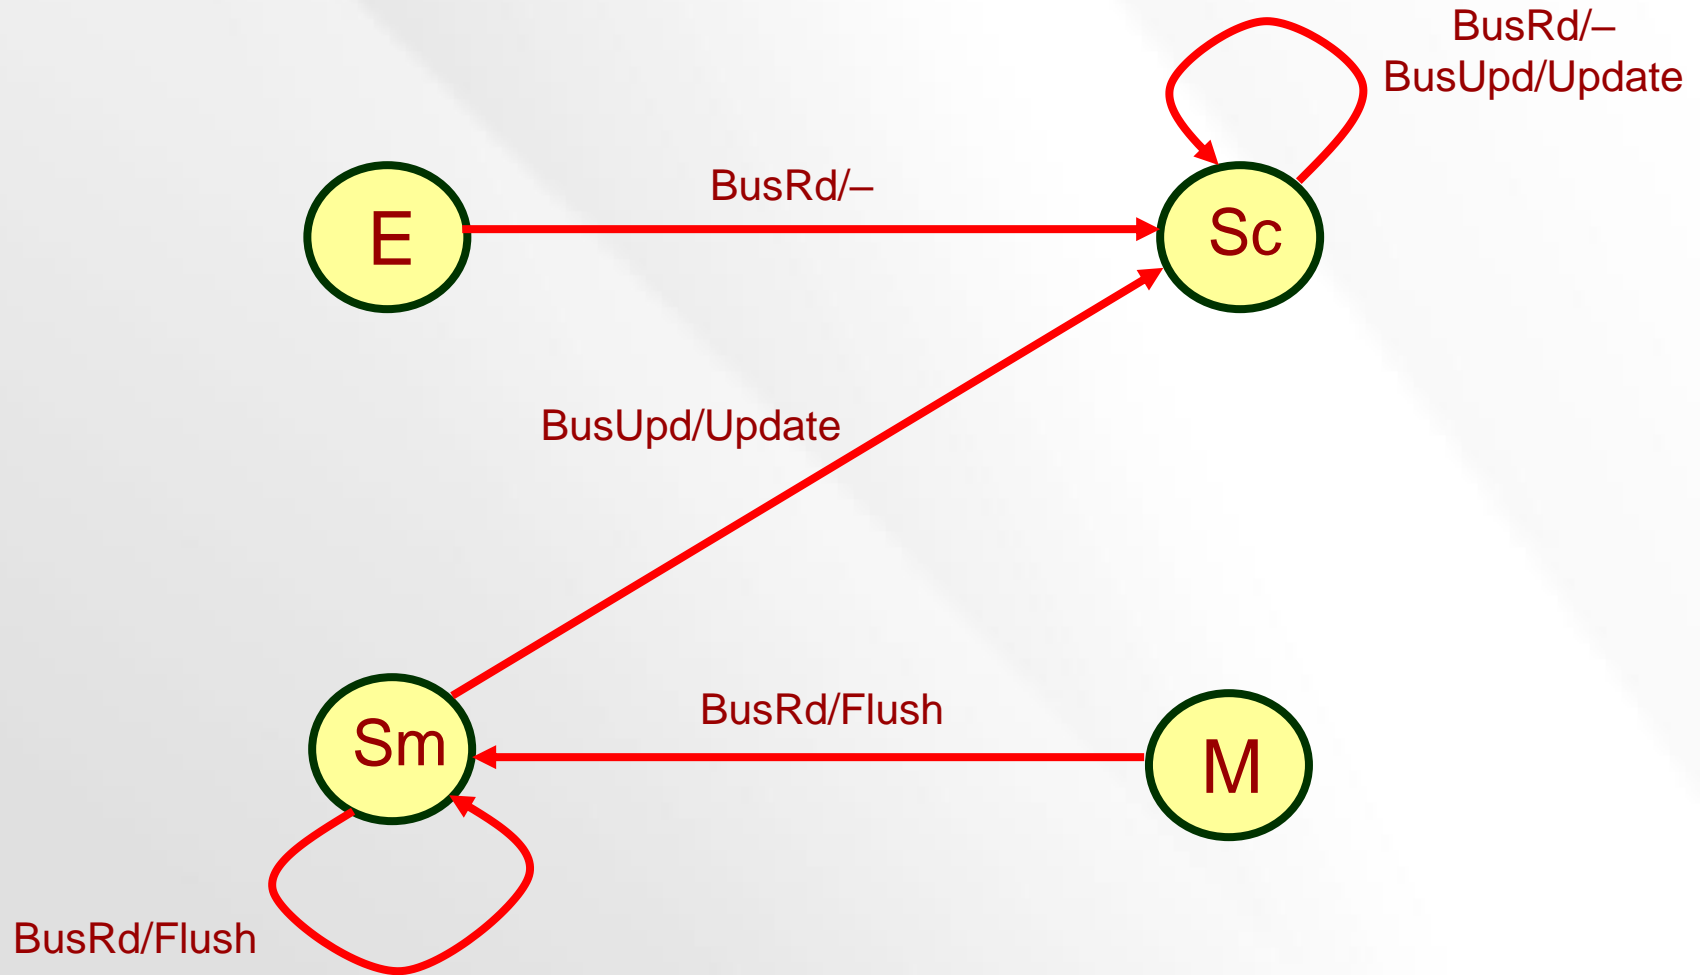 BusRd/–
BusUpd/Update
BusRd/–
E
Sc
BusUpd/Update
BusRd/Flush
Sm
M
BusRd/Flush